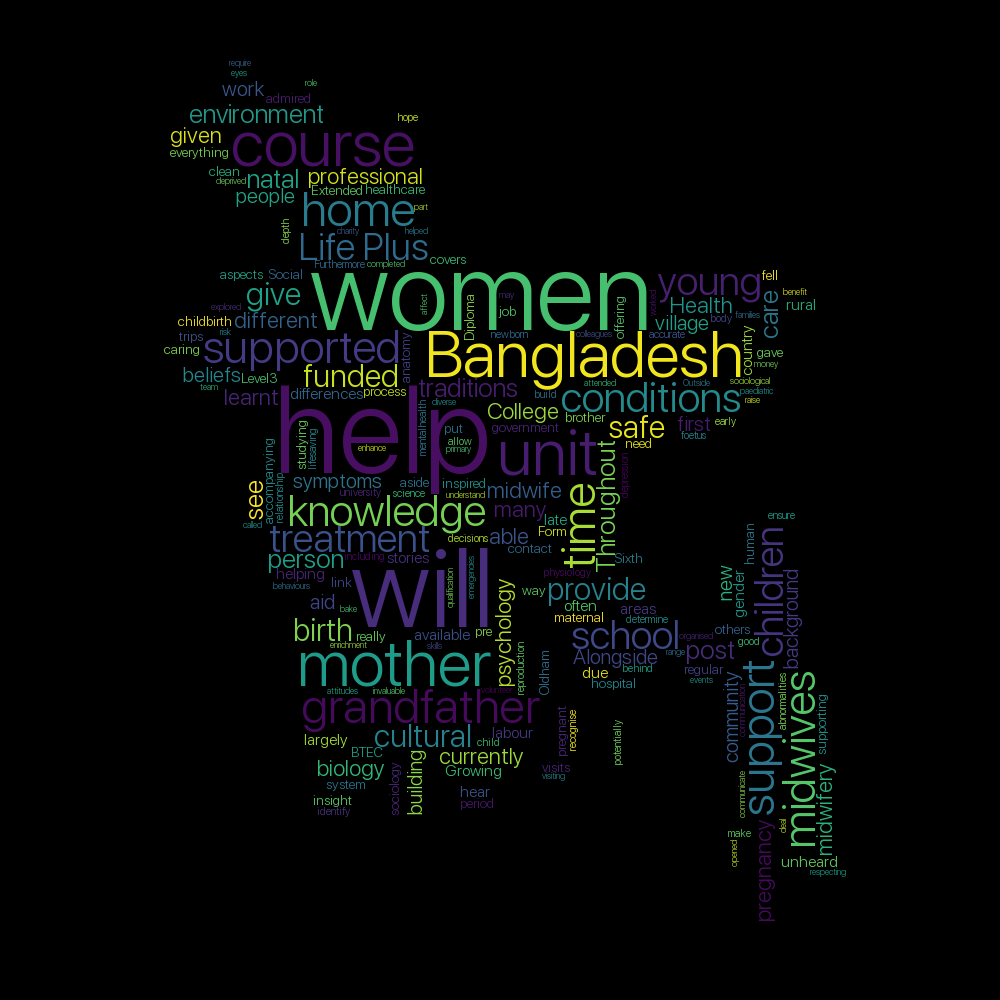 require
eyes
role
work
admired
environment
hope
given
course
everything
clean
deprived
natal
professional
people
Extended
healthcare
home
part
depth
charity
helped
Life Plus
Furthermore
completed
covers
aspects
Social
women
young
fell
explored
give
affect
may
job
offering
worked
Health
care
benefit
rural
childbirth
different
Diploma
village
body
families
trips
risk
newborn
colleagues
accurate
country
caring
supported
anatomy
Bangladesh
gave
team
beliefs
Level3
funded
attended
Outside
sociological
money
learnt
differences
process
traditions
build
conditions
paediatric
raise
help
diverse
College
brother
safe
first
early
studying
lifesaving
mentalhealth
put
government
need
foetus
enhance
allow
primary
unit
Throughout
depression
accompanying
relationship
symptoms
aside
inspired
midwife
time
see
university
science
understand
knowledge
many
late
called
treatment
decisions
able
Form
ensure
contact
Sixth
human
person
including
stories
physiology
children
helping
behaviours
link
will
qualification
emergencies
way
provide
new
gender
background
aid
bake
psychology
often
areas
maternal
determine
birth
really
available
pre
school
organised
others
good
enrichment
skills
reproduction
Alongside
behind
range
post
mother
Oldham
due
regular
hospital
events
support
midwives
attitudes
invaluable
volunteer
community
communication
abnormalities
supporting
grandfather
pregnant
recognise
potentially
largely
cultural
child
labour
BTEC
currently
midwifery
biology
sociology
building
Growing
visits
visiting
system
hear
communicate
insight
period
identify
make
deal
opened
pregnancy
unheard
respecting